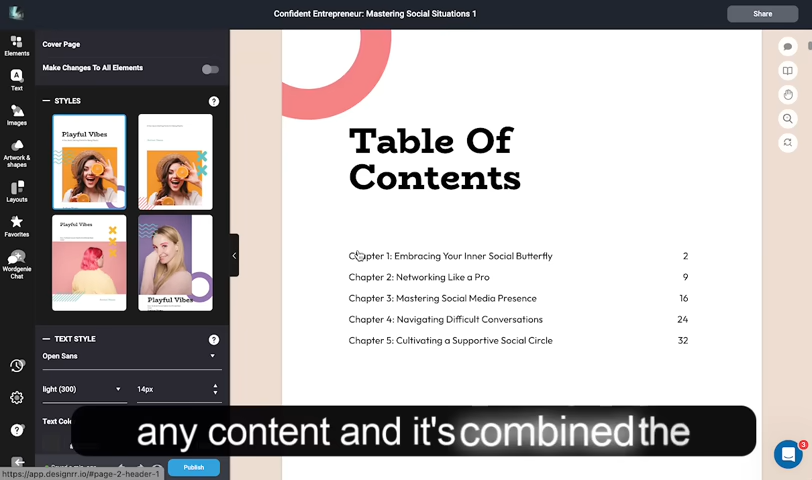 Confident Entrepreneur: Mastering Social Situations 1
Share
Elements
Text
Images
Artwork & shapes
Layouts
Favorites
Wordgenie Chat
Cover Page
Make Changes To All Elements
STYLES
?
Playful Vibes
Playful Vibes
Playful Vibes
TEXT STYLE
?
Open Sans
light (300)
14px
Text Color
Publish
Table Of
Contents
Chapter 1: Embracing Your Inner Social Butterfly 2
Chapter 2: Networking Like a Pro 9
Chapter 3: Mastering Social Media Presence 16
Chapter 4: Navigating Difficult Conversations 24
Chapter 5: Cultivating a Supportive Social Circle 32
any content and it's combined the
https://app.designrr.io/#page-2-header-1
3